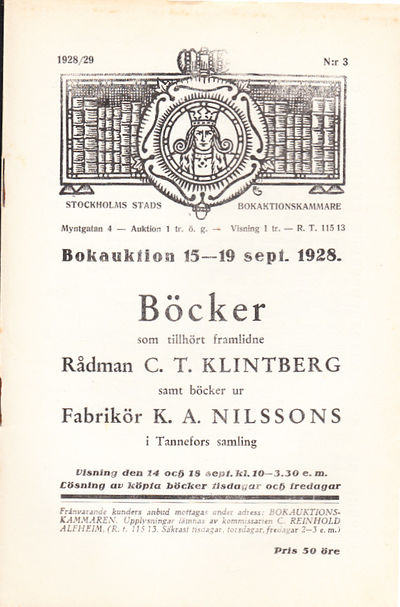 1928/29
N:r 3
STOCKHOLMS STADS
BOKAKTIONSKAMMARE
Myntgatan 4 — Auktion 1 tr. ö. g. — Visning 1 tr. — R. T. 115 13
Bokauktion 15—19 sept. 1928.
Böcker
som tillhört framlidne
Rådman C. T. KLINTBERG
samt böcker ur
Fabrikör K. A. NILSSONS
i Tannefors samling
Visning den 14 och 18 sept. kl. 10—3.30 e. m.
Lösning av köpta böcker tisdagar och fredagar
Frånvarande kunders anbud mottagas under adress: BOKAUKTIONS-
KAMMAREN. Upplysningar lämnas av kommissarien C. REINHOLD
ALFHEIM. (R. t. 115 13. Säkrast tisdagar, torsdagar, fredagar 2—3 e. m.)
Pris 50 öre